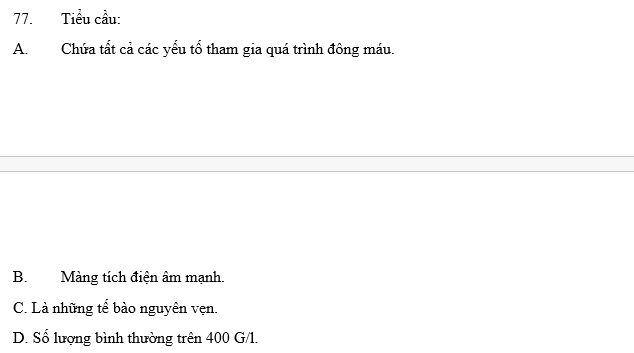 77. Tiểu cầu:
A. Chứa tất cả các yếu tố tham gia quá trình đông máu.
B. Màng tích điện âm mạnh.
C. Là những tế bào nguyên vẹn.
D. Số lượng bình thường trên 400 G/l.